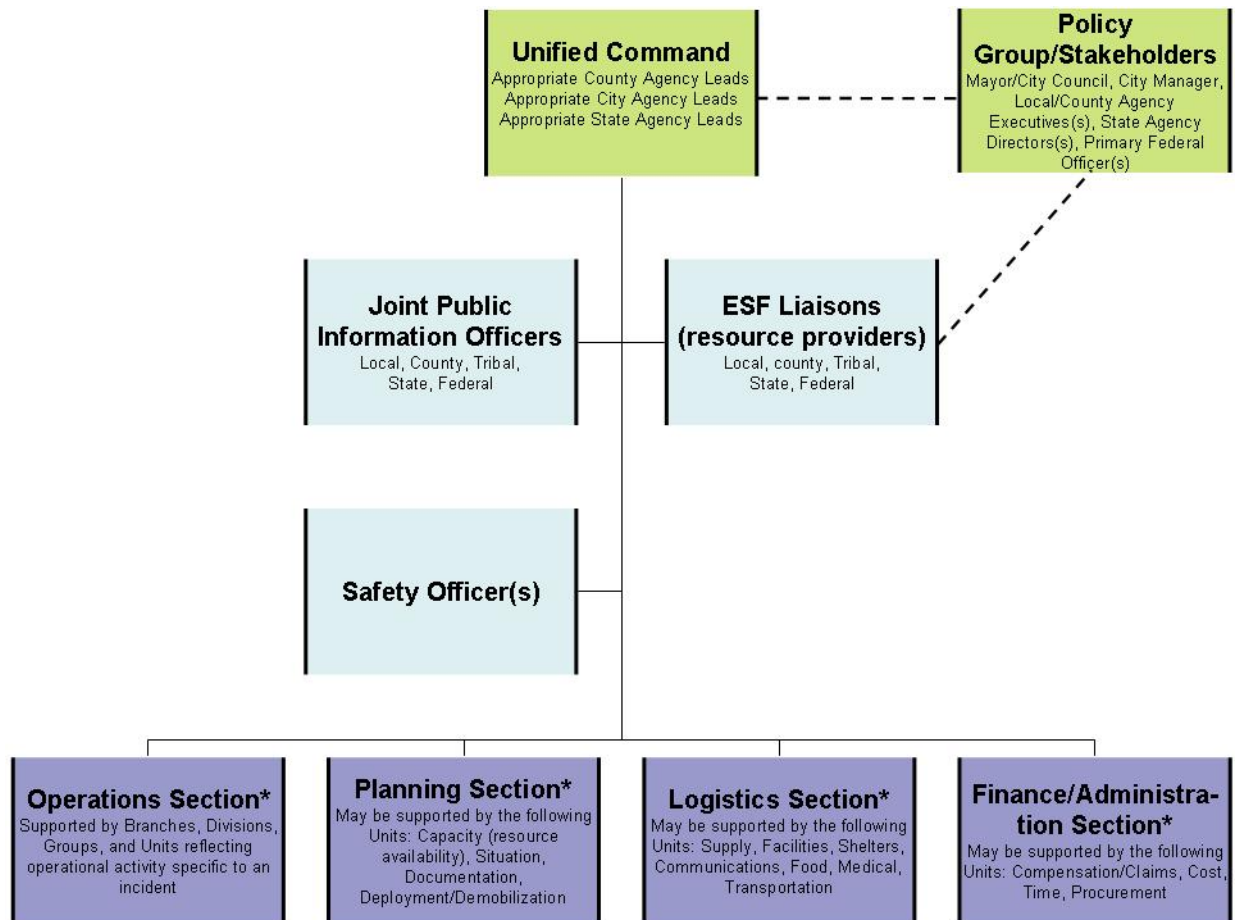 Unified Command
Appropriate County Agency Leads
Appropriate City Agency Leads
Appropriate State Agency Leads
Policy
Group/Stakeholders
Mayor/City Council, City Manager,
Local/County Agency
Executives(s), State Agency
Directors(s), Primary Federal
Officer(s)
Joint Public
Information Officers
Local, County, Tribal,
State, Federal
ESF Liaisons
(resource providers)
Local, county, Tribal,
State, Federal
Safety Officer(s)
Operations Section*
Supported by Branches, Divisions,
Groups, and Units reflecting
operational activity specific to an
incident
Planning Section*
May be supported by the following
Units: Capacity (resource
availability), Situation,
Documentation,
Deployment/Demobilization
Logistics Section*
May be supported by the following
Units: Supply, Facilities, Shelters,
Communications, Food, Medical,
Transportation
Finance/Administra-
tion Section*
May be supported by the following
Units: Compensation/Claims, Cost,
Time, Procurement